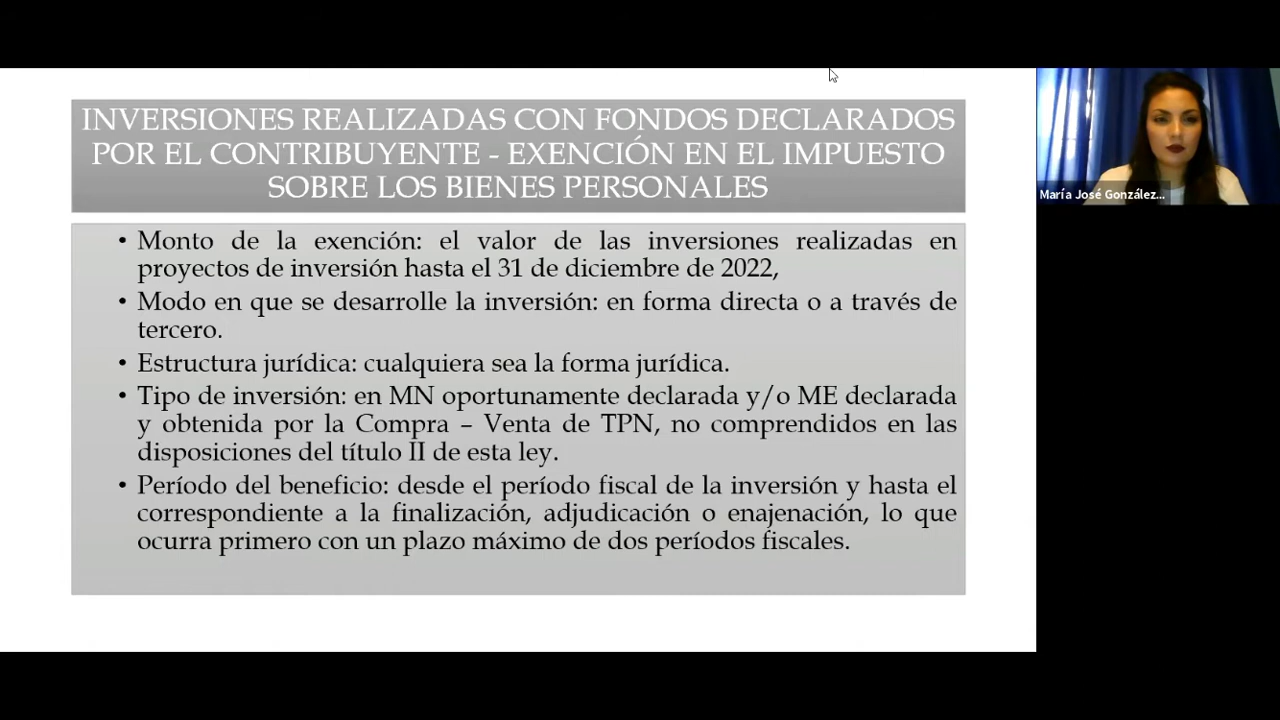 INVERSIONES REALIZADAS CON FONDOS DECLARADOS
POR EL CONTRIBUYENTE - EXENCIÓN EN EL IMPUESTO
SOBRE LOS BIENES PERSONALES
• Monto de la exención: el valor de las inversiones realizadas en
proyectos de inversión hasta el 31 de diciembre de 2022,
• Modo en que se desarrolle la inversión: en forma directa o a través de
tercero.
• Estructura jurídica: cualquiera sea la forma jurídica.
• Tipo de inversión: en MN oportunamente declarada y/o ME declarada
y obtenida por la Compra – Venta de TPN, no comprendidos en las
disposiciones del título II de esta ley.
• Período del beneficio: desde el período fiscal de la inversión y hasta el
correspondiente a la finalización, adjudicación o enajenación, lo que
ocurra primero con un plazo máximo de dos períodos fiscales.
María José González...